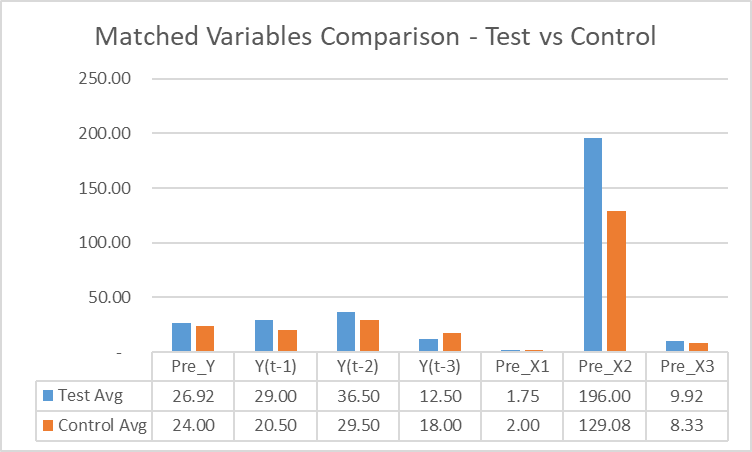 Matched Variables Comparison - Test vs Control
250.00
200.00
150.00
100.00
50.00
-
Pre_Y Y(t-1) Y(t-2) Y(t-3) Pre_X1 Pre_X2 Pre_X3
Test Avg 26.92 29.00 36.50 12.50 1.75 196.00 9.92
Control Avg 24.00 20.50 29.50 18.00 2.00 129.08 8.33